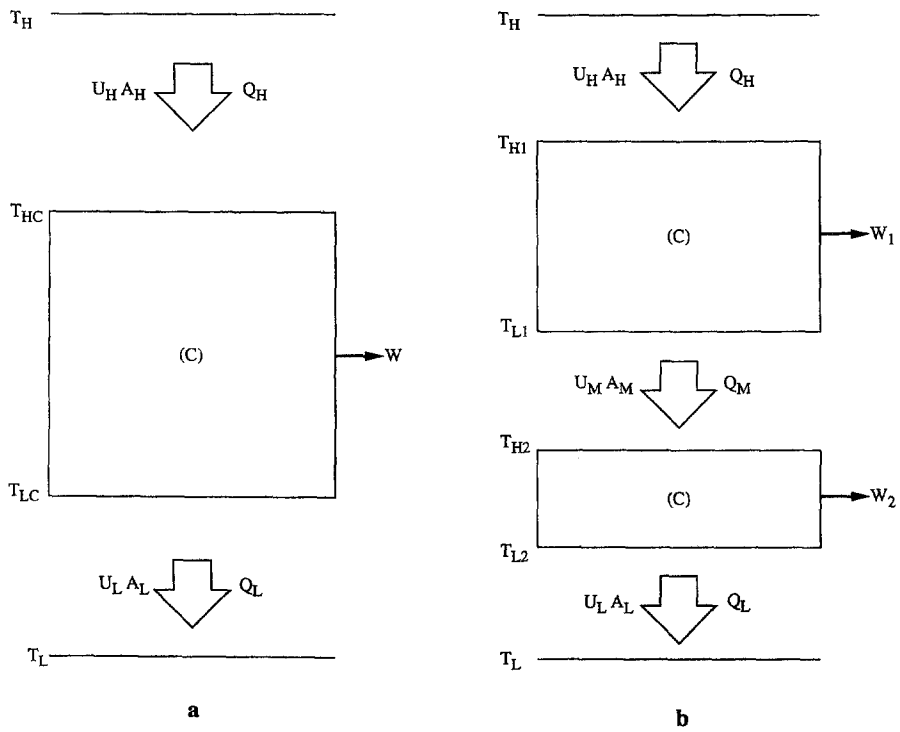 T_H
U_H A_H Q_H
T_HC
(C)
W
T_LC
U_L A_L Q_L
T_L
a
T_H
U_H A_H Q_H
T_H1
(C)
W_1
T_L1
U_M A_M Q_M
T_H2
(C)
W_2
T_L2
U_L A_L Q_L
T_L
b